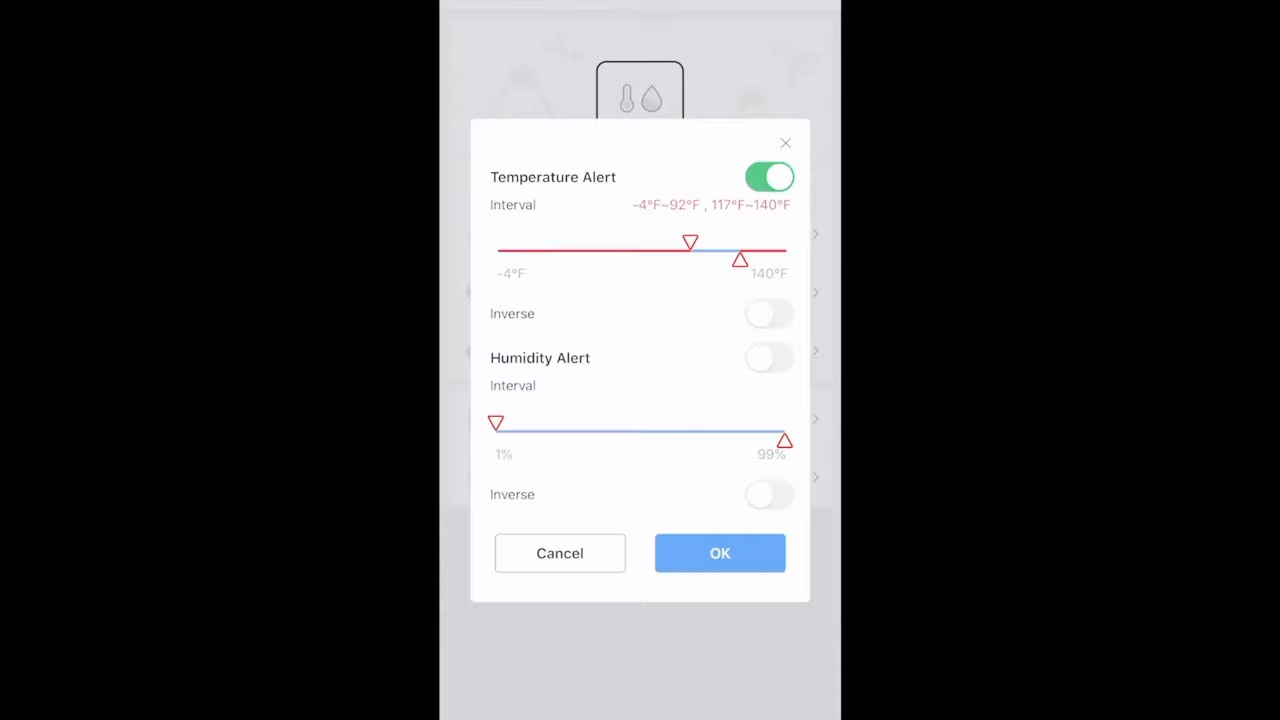 Temperature Alert
Interval -4°F~92°F , 117°F~140°F
-4°F 140°F
Inverse
Humidity Alert
Interval
1% 99%
Inverse
Cancel OK